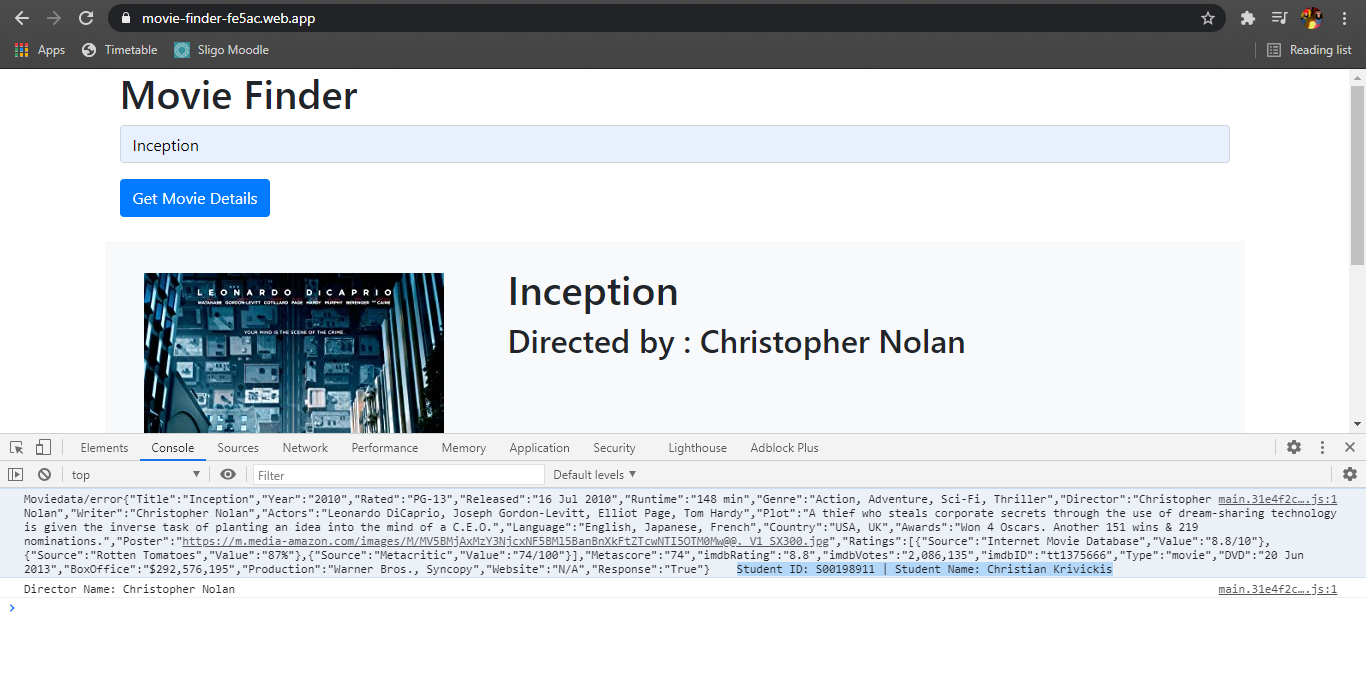 movie-finder-fe5ac.web.app
Apps Timetable Sligo Moodle Reading list
Movie Finder
Inception
Get Movie Details
LEONARDO DICAPRIO
WATANABE GORDON-LEVITT COTILLARD PAGE HARDY MURPHY BERENGER AND CAINE
YOUR MIND IS THE SCENE OF THE CRIME.
Inception
Directed by : Christopher Nolan
Elements Console Sources Network Performance Memory Application Security Lighthouse Adblock Plus
top Filter Default levels
Moviedata/error{"Title":"Inception","Year":"2010","Rated":"PG-13","Released":"16 Jul 2010","Runtime":"148 min","Genre":"Action, Adventure, Sci-Fi, Thriller","Director":"Christopher main.31e4f2c….js:1
Nolan","Writer":"Christopher Nolan","Actors":"Leonardo DiCaprio, Joseph Gordon-Levitt, Elliot Page, Tom Hardy","Plot":"A thief who steals corporate secrets through the use of dream-sharing technology
is given the inverse task of planting an idea into the mind of a C.E.O.","Language":"English, Japanese, French","Country":"USA, UK","Awards":"Won 4 Oscars. Another 151 wins & 219
nominations.","Poster":"https://m.media-amazon.com/images/M/MV5BMjAxMzY3NjcxNF5BMl5BanBnXkFtZTcwNTI5OTM0Mw@@._V1_SX300.jpg","Ratings":[{"Source":"Internet Movie Database","Value":"8.8/10"},
{"Source":"Rotten Tomatoes","Value":"87%"},{"Source":"Metacritic","Value":"74/100"}],"Metascore":"74","imdbRating":"8.8","imdbVotes":"2,086,135","imdbID":"tt1375666","Type":"movie","DVD":"20 Jun
2013","BoxOffice":"$292,576,195","Production":"Warner Bros., Syncopy","Website":"N/A","Response":"True"} Student ID: S00198911 | Student Name: Christian Krivickis
Director Name: Christopher Nolan main.31e4f2c….js:1